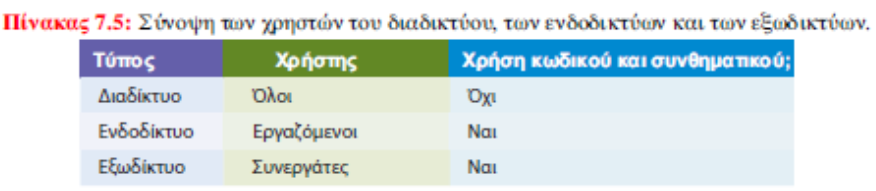 Πίνακας 7.5: Σύνοψη των χρηστών του διαδικτύου, των ενδοδικτύων και των εξωδικτύων.
Τύπος Χρήστης Χρήση κωδικού και συνθηματικού;
Διαδίκτυο Όλοι Όχι
Ενδοδίκτυο Εργαζόμενοι Ναι
Εξωδίκτυο Συνεργάτες Ναι